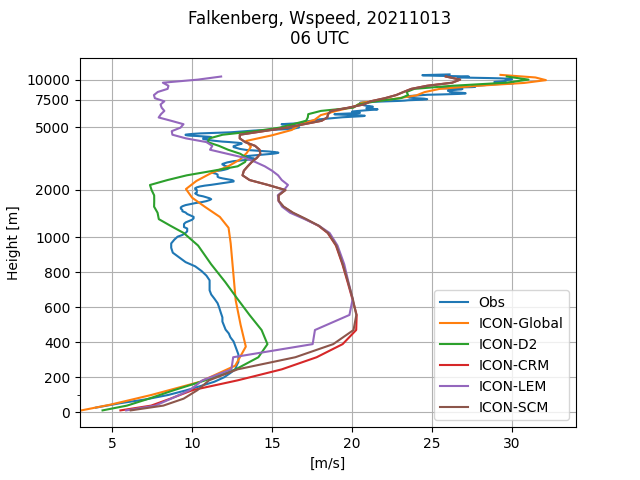 Falkenberg, Wspeed, 20211013
06 UTC
10000
7500
5000
2000
1000
800
600
400
200
0
Height [m]
5
10
15
20
25
30
[m/s]
Obs
ICON-Global
ICON-D2
ICON-CRM
ICON-LEM
ICON-SCM